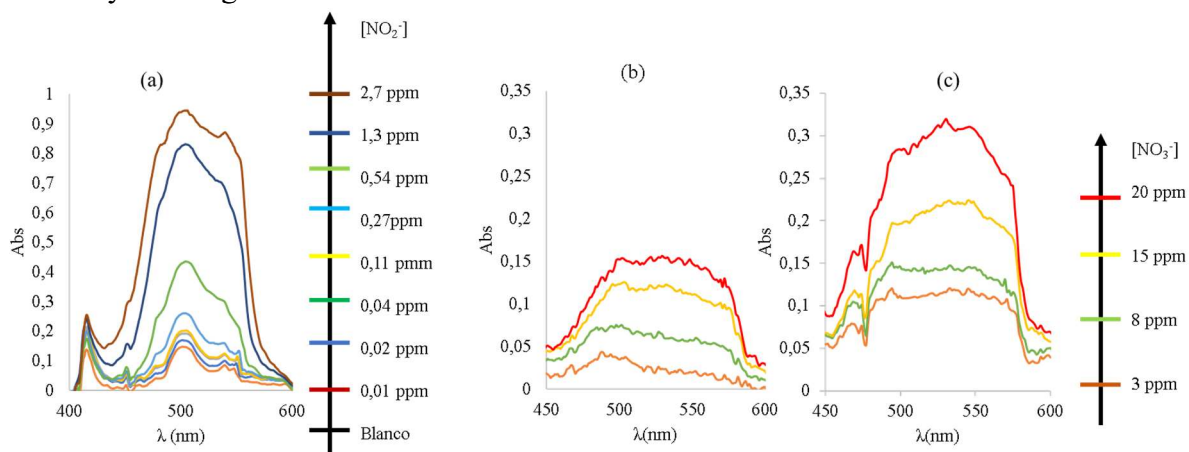 (a)
Abs
1
0,9
0,8
0,7
0,6
0,5
0,4
0,3
0,2
0,1
0
400
500
600
λ (nm)
[NO₂⁻]
2,7 ppm
1,3 ppm
0,54 ppm
0,27ppm
0,11 pmm
0,04 ppm
0,02 ppm
0,01 ppm
Blanco
(b)
Abs
0,35
0,3
0,25
0,2
0,15
0,1
0,05
0
450
500
550
600
λ(nm)
(c)
Abs
0,35
0,3
0,25
0,2
0,15
0,1
0,05
0
450
500
550
600
λ(nm)
[NO₃⁻]
20 ppm
15 ppm
8 ppm
3 ppm